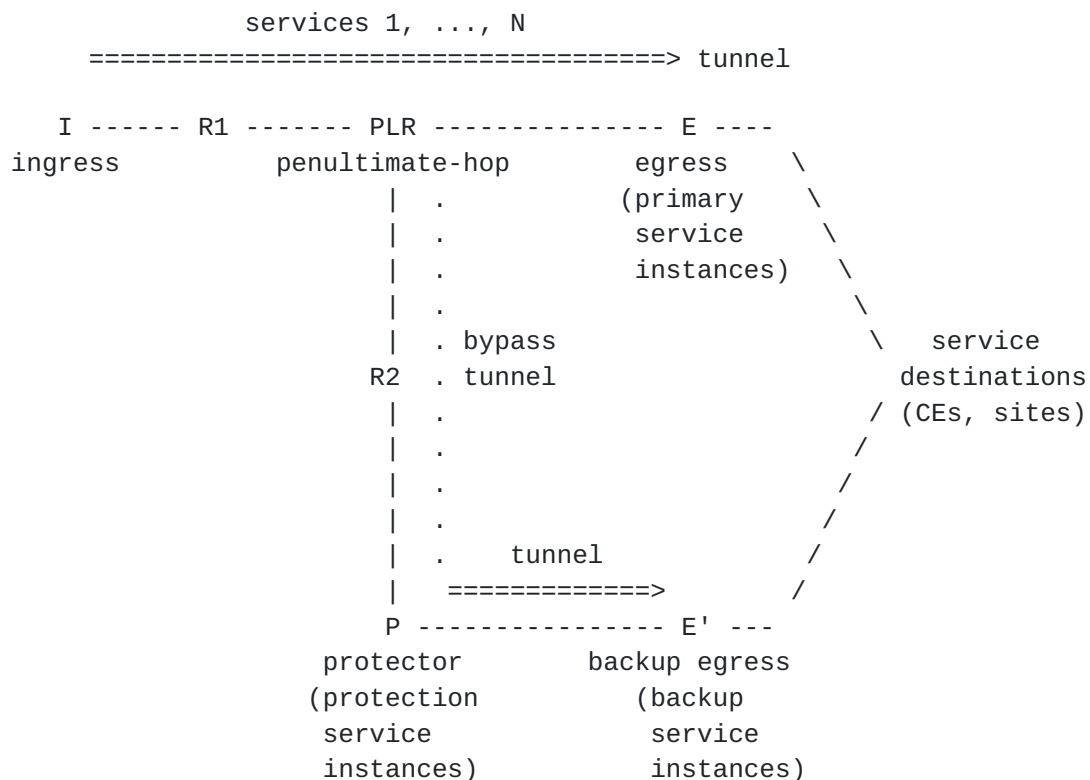 services 1, ..., N
=====================================> tunnel
I ------ R1 ------- PLR --------------- E ----
ingress penultimate-hop egress \
| . (primary \
| . service \
| . instances) \
| . \
| . bypass \ service
R2 . tunnel destinations
| . / (CEs, sites)
| . /
| . /
| . /
| . tunnel /
| =============> /
P ---------------- E' ---
protector backup egress
(protection (backup
service service
instances) instances)